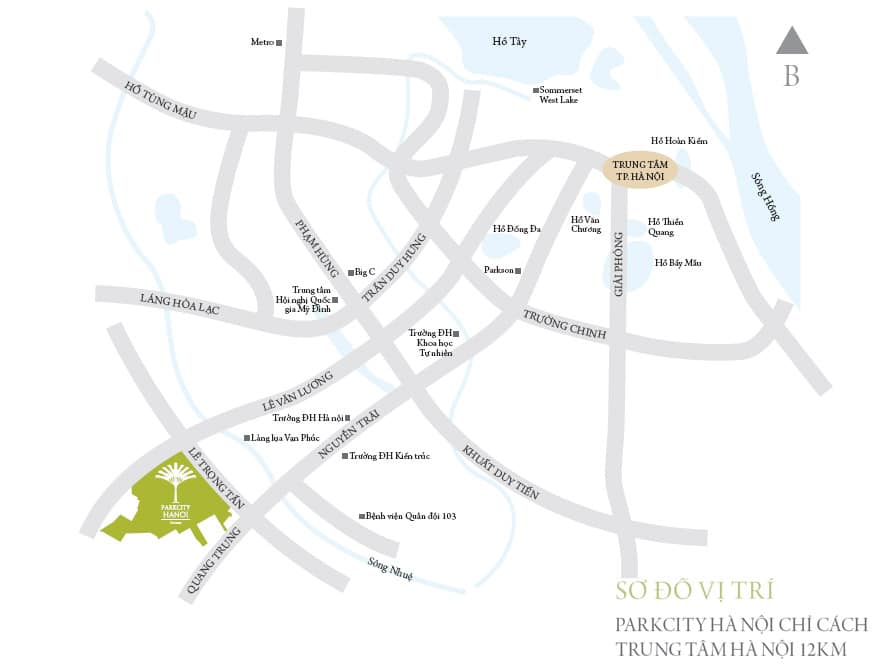 Metro
Hồ Tây
B
Sommerset
West Lake
HỒ TÙNG MẬU
Hồ Hoàn Kiếm
TRUNG TÂM
TP. HÀ NỘI
Sông Hồng
PHẠM HÙNG
TRẦN DUY HƯNG
Hồ Đống Đa
Hồ Văn
Chương
Hồ Thiền
Quang
GIẢI PHÓNG
Hồ Bảy Mẫu
Big C
Parkson
Trung tâm
Hội nghị Quốc
gia Mỹ Đình
LÁNG HÒA LẠC
TRƯỜNG CHINH
Trường ĐH
Khoa học
Tự nhiên
LÊ VĂN LƯƠNG
Trường ĐH Hà nội
NGUYỄN TRÃI
Làng lụa Vạn Phúc
Trường ĐH Kiến trúc
KHUẤT DUY TIẾN
LÊ TRỌNG TẤN
PARKCITY
HANOI
Bệnh viện Quân đội 103
QUANG TRUNG
Sông Nhuệ
SƠ ĐỒ VỊ TRÍ
PARKCITY HÀ NỘI CHỈ CÁCH
TRUNG TÂM HÀ NỘI 12KM